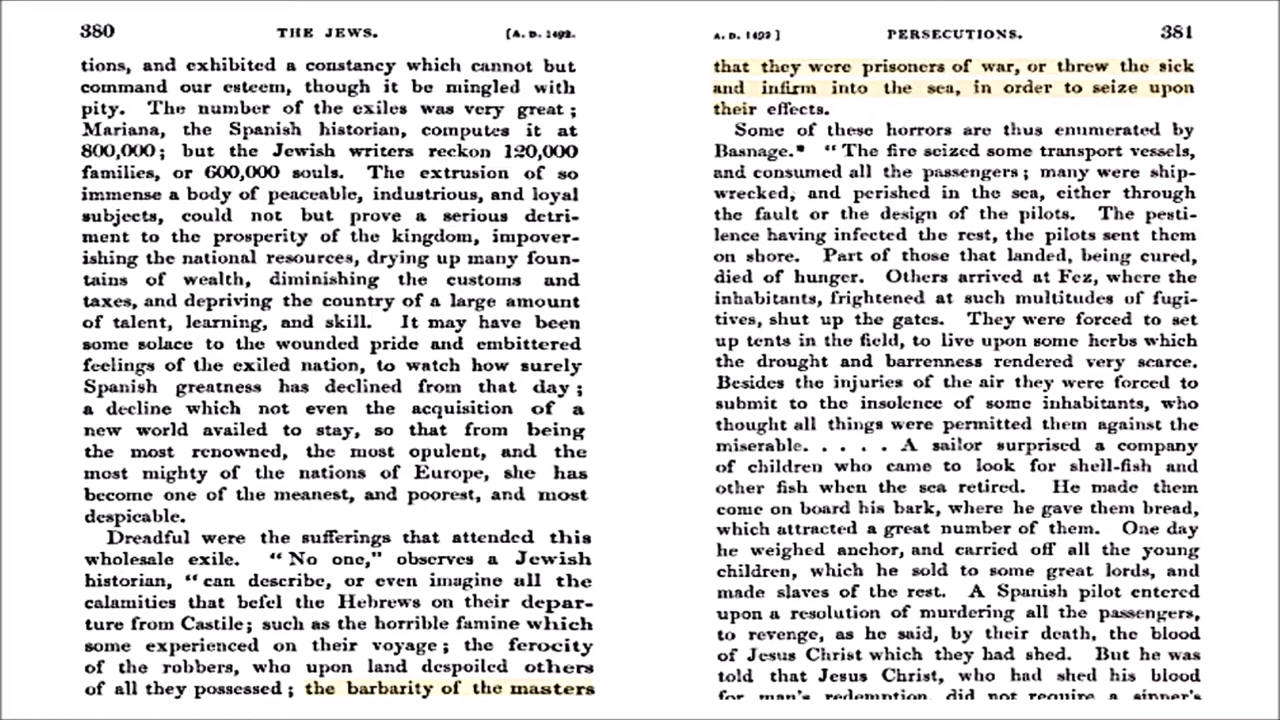 380 THE JEWS. [A. D. 1492.
tions, and exhibited a constancy which cannot but
command our esteem, though it be mingled with
pity. The number of the exiles was very great ;
Mariana, the Spanish historian, computes it at
800,000 ; but the Jewish writers reckon 120,000
families, or 600,000 souls. The extrusion of so
immense a body of peaceable, industrious, and loyal
subjects, could not but prove a serious detri-
ment to the prosperity of the kingdom, impover-
ishing the national resources, drying up many foun-
tains of wealth, diminishing the customs and
taxes, and depriving the country of a large amount
of talent, learning, and skill. It may have been
some solace to the wounded pride and embittered
feelings of the exiled nation, to watch how surely
Spanish greatness has declined from that day ;
a decline which not even the acquisition of a
new world availed to stay, so that from being
the most renowned, the most opulent, and the
most mighty of the nations of Europe, she has
become one of the meanest, and poorest, and most
despicable.
Dreadful were the sufferings that attended this
wholesale exile. “ No one,” observes a Jewish
historian, “ can describe, or even imagine all the
calamities that befel the Hebrews on their depar-
ture from Castile ; such as the horrible famine which
some experienced on their voyage ; the ferocity
of the robbers, who upon land despoiled others
of all they possessed ; the barbarity of the masters
A. D. 1492 ] PERSECUTIONS. 381
that they were prisoners of war, or threw the sick
and infirm into the sea, in order to seize upon
their effects.
Some of these horrors are thus enumerated by
Basnage.* “ The fire seized some transport vessels,
and consumed all the passengers ; many were ship-
wrecked, and perished in the sea, either through
the fault or the design of the pilots. The pesti-
lence having infected the rest, the pilots sent them
on shore. Part of those that landed, being cured,
died of hunger. Others arrived at Fez, where the
inhabitants, frightened at such multitudes of fugi-
tives, shut up the gates. They were forced to set
up tents in the field, to live upon some herbs which
the drought and barrenness rendered very scarce.
Besides the injuries of the air they were forced to
submit to the insolence of some inhabitants, who
thought all things were permitted them against the
miserable. . . . . A sailor surprised a company
of children who came to look for shell-fish and
other fish when the sea retired. He made them
come on board his bark, where he gave them bread,
which attracted a great number of them. One day
he weighed anchor, and carried off all the young
children, which he sold to some great lords, and
made slaves of the rest. A Spanish pilot entered
upon a resolution of murdering all the passengers,
to revenge, as he said, by their death, the blood
of Jesus Christ which they had shed. But he was
told that Jesus Christ, who had shed his blood
for man's redemption, did not require a sinner's